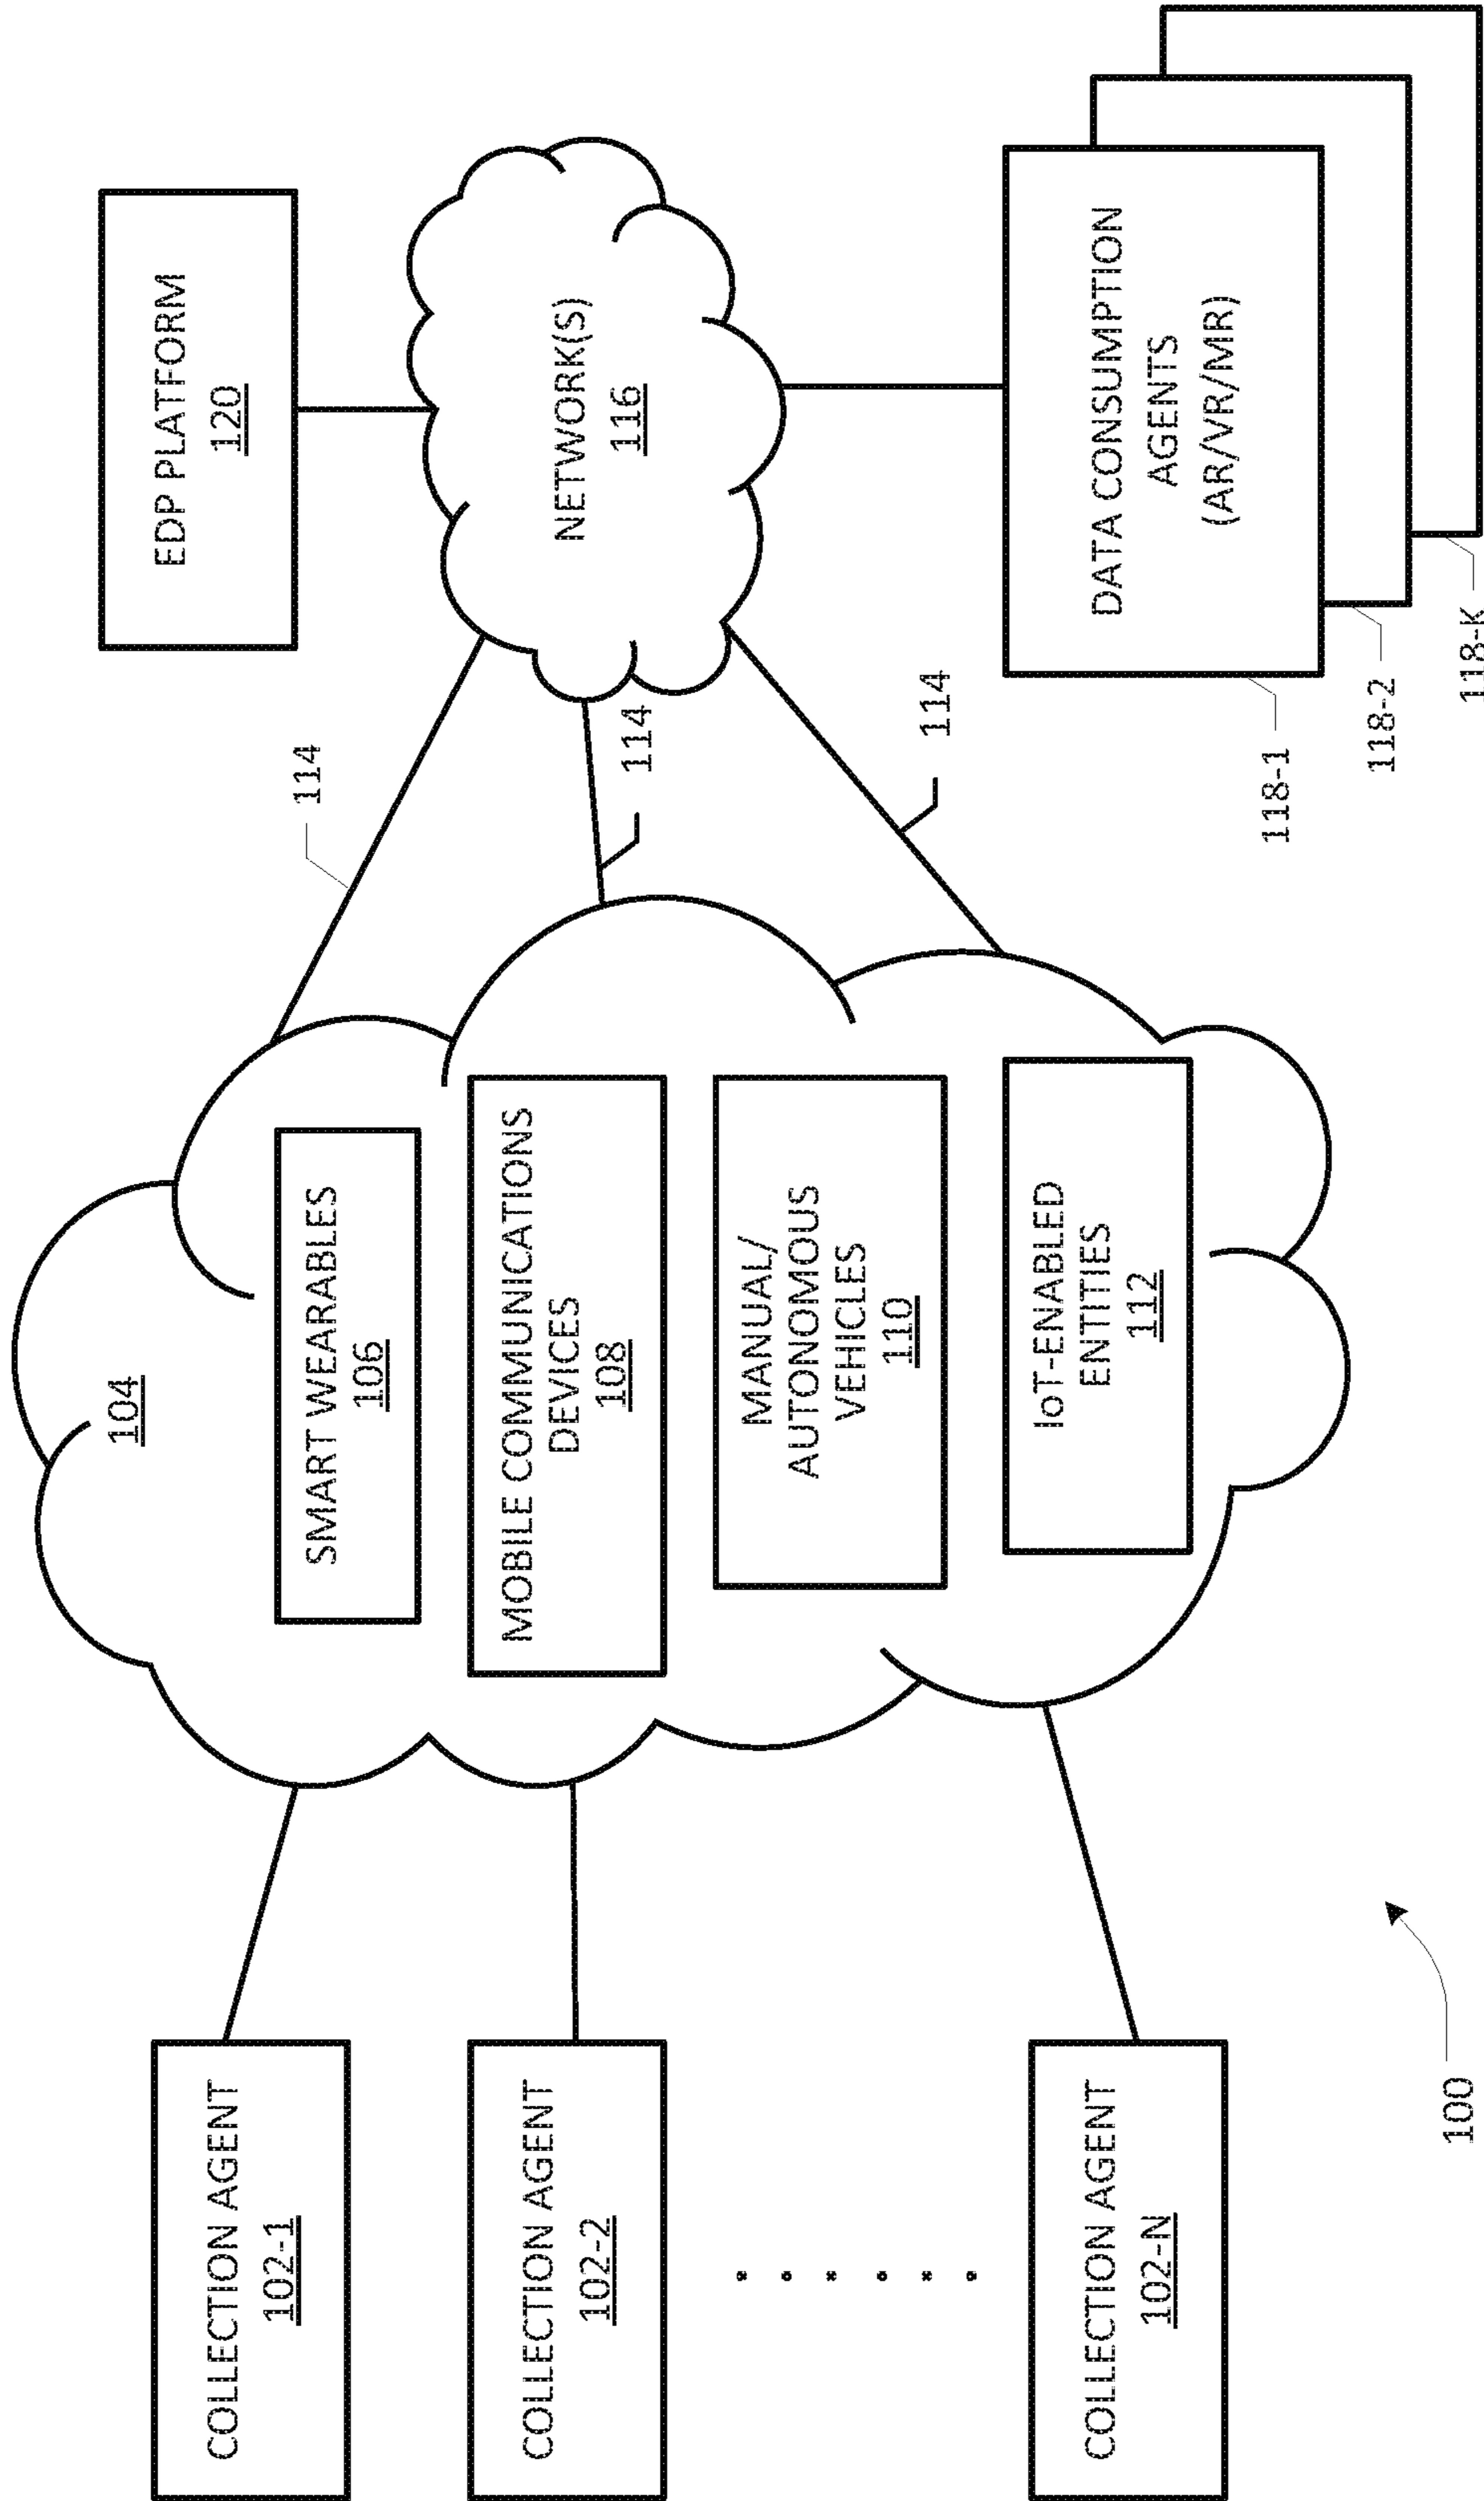 COLLECTION AGENT
102-1
COLLECTION AGENT
102-2
COLLECTION AGENT
102-N
100
104
SMART WEARABLES
106
MOBILE COMMUNICATIONS
DEVICES
108
MANUAL/
AUTONOMOUS
VEHICLES
110
IoT-ENABLED
ENTITIES
112
114
114
114
EDP PLATFORM
120
NETWORK(S)
116
DATA CONSUMPTION
AGENTS
(AR/VR/MR)
118-1
118-2
118-K